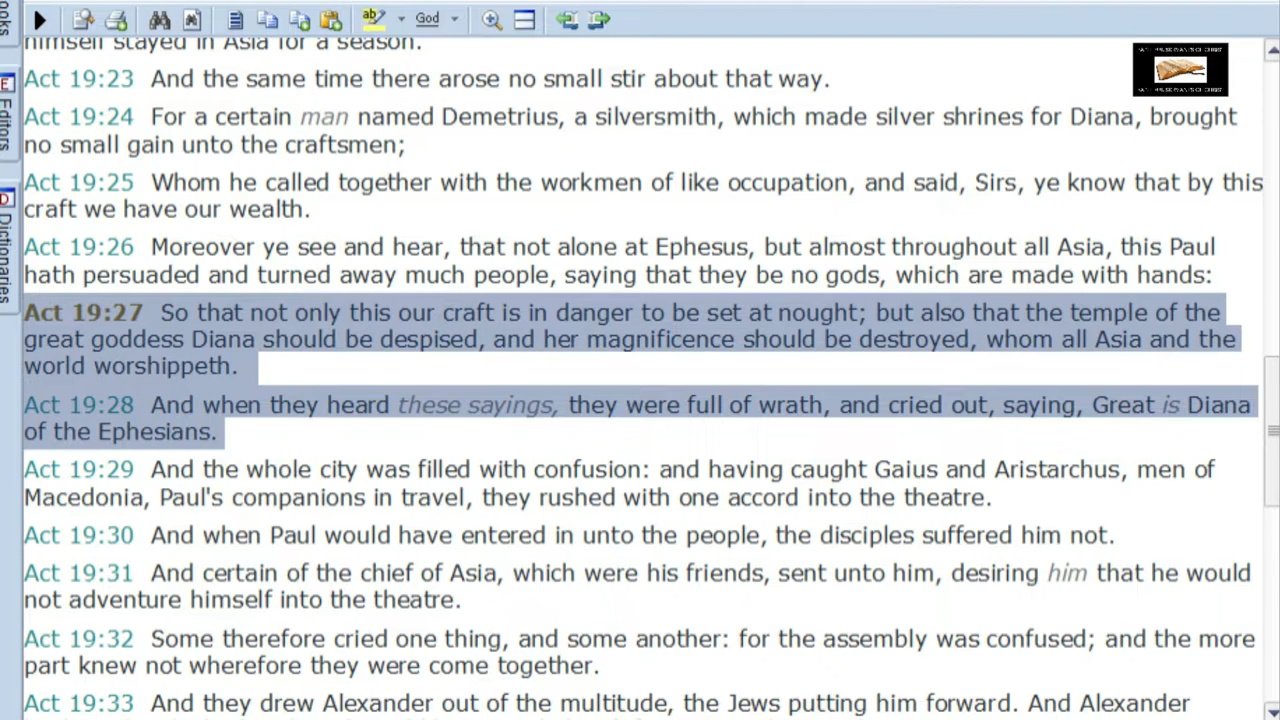 God
himself stayed in Asia for a season.
Act 19:23 And the same time there arose no small stir about that way.
Act 19:24 For a certain man named Demetrius, a silversmith, which made silver shrines for Diana, brought
no small gain unto the craftsmen;
Act 19:25 Whom he called together with the workmen of like occupation, and said, Sirs, ye know that by this
craft we have our wealth.
Act 19:26 Moreover ye see and hear, that not alone at Ephesus, but almost throughout all Asia, this Paul
hath persuaded and turned away much people, saying that they be no gods, which are made with hands:
Act 19:27 So that not only this our craft is in danger to be set at nought; but also that the temple of the
great goddess Diana should be despised, and her magnificence should be destroyed, whom all Asia and the
world worshippeth.
Act 19:28 And when they heard these sayings, they were full of wrath, and cried out, saying, Great is Diana
of the Ephesians.
Act 19:29 And the whole city was filled with confusion: and having caught Gaius and Aristarchus, men of
Macedonia, Paul's companions in travel, they rushed with one accord into the theatre.
Act 19:30 And when Paul would have entered in unto the people, the disciples suffered him not.
Act 19:31 And certain of the chief of Asia, which were his friends, sent unto him, desiring him that he would
not adventure himself into the theatre.
Act 19:32 Some therefore cried one thing, and some another: for the assembly was confused; and the more
part knew not wherefore they were come together.
Act 19:33 And they drew Alexander out of the multitude, the Jews putting him forward. And Alexander
Editors
Dictionaries